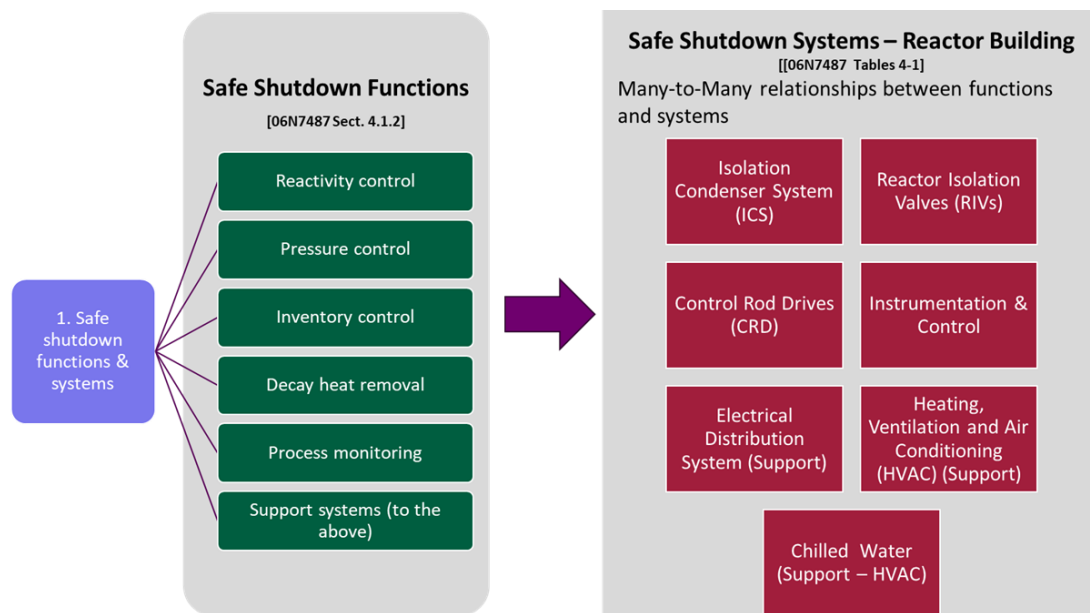 Safe Shutdown Functions
[06N7487 Sect. 4.1.2]
1. Safe
shutdown
functions &
systems
Reactivity control
Pressure control
Inventory control
Decay heat removal
Process monitoring
Support systems (to the
above)
Safe Shutdown Systems – Reactor Building
[[06N7487 Tables 4-1]
Many-to-Many relationships between functions
and systems
Isolation
Condenser System
(ICS)
Reactor Isolation
Valves (RIVs)
Control Rod Drives
(CRD)
Instrumentation &
Control
Electrical
Distribution
System (Support)
Heating,
Ventilation and Air
Conditioning
(HVAC) (Support)
Chilled Water
(Support – HVAC)